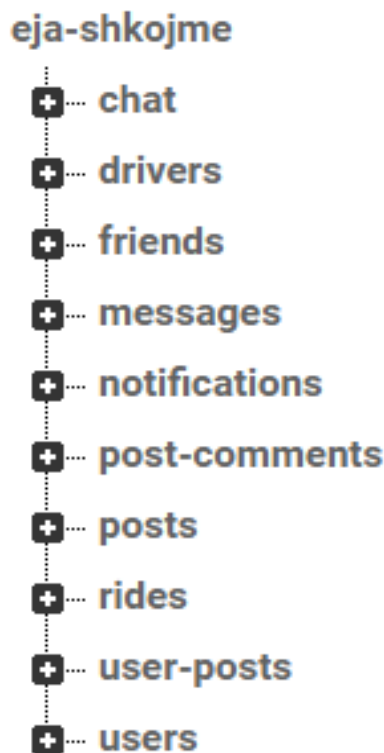 eja-shkojme
chat
drivers
friends
messages
notifications
post-comments
posts
rides
user-posts
users